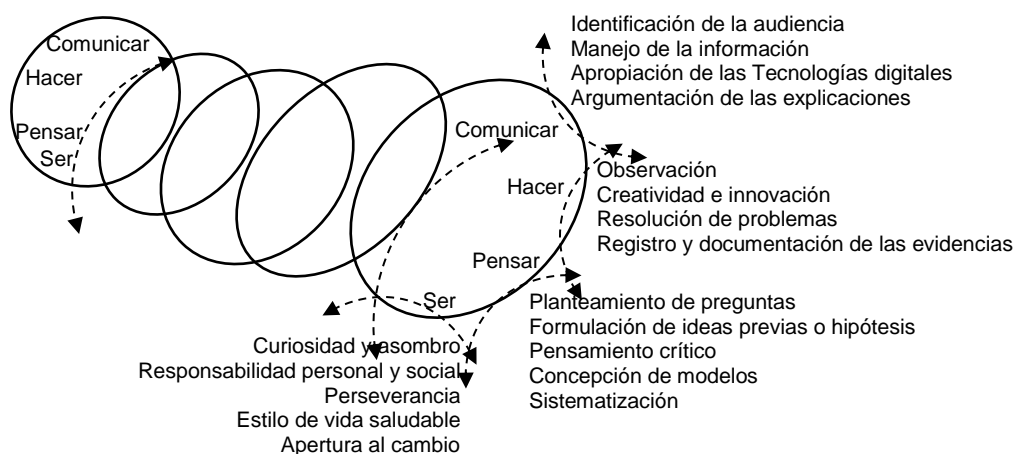 Comunicar
Hacer
Pensar
Ser
Identificación de la audiencia
Manejo de la información
Apropiación de las Tecnologías digitales
Argumentación de las explicaciones
Comunicar
Hacer
Pensar
Ser
Observación
Creatividad e innovación
Resolución de problemas
Registro y documentación de las evidencias
Planteamiento de preguntas
Formulación de ideas previas o hipótesis
Pensamiento crítico
Concepción de modelos
Sistematización
Curiosidad y asombro
Responsabilidad personal y social
Perseverancia
Estilo de vida saludable
Apertura al cambio